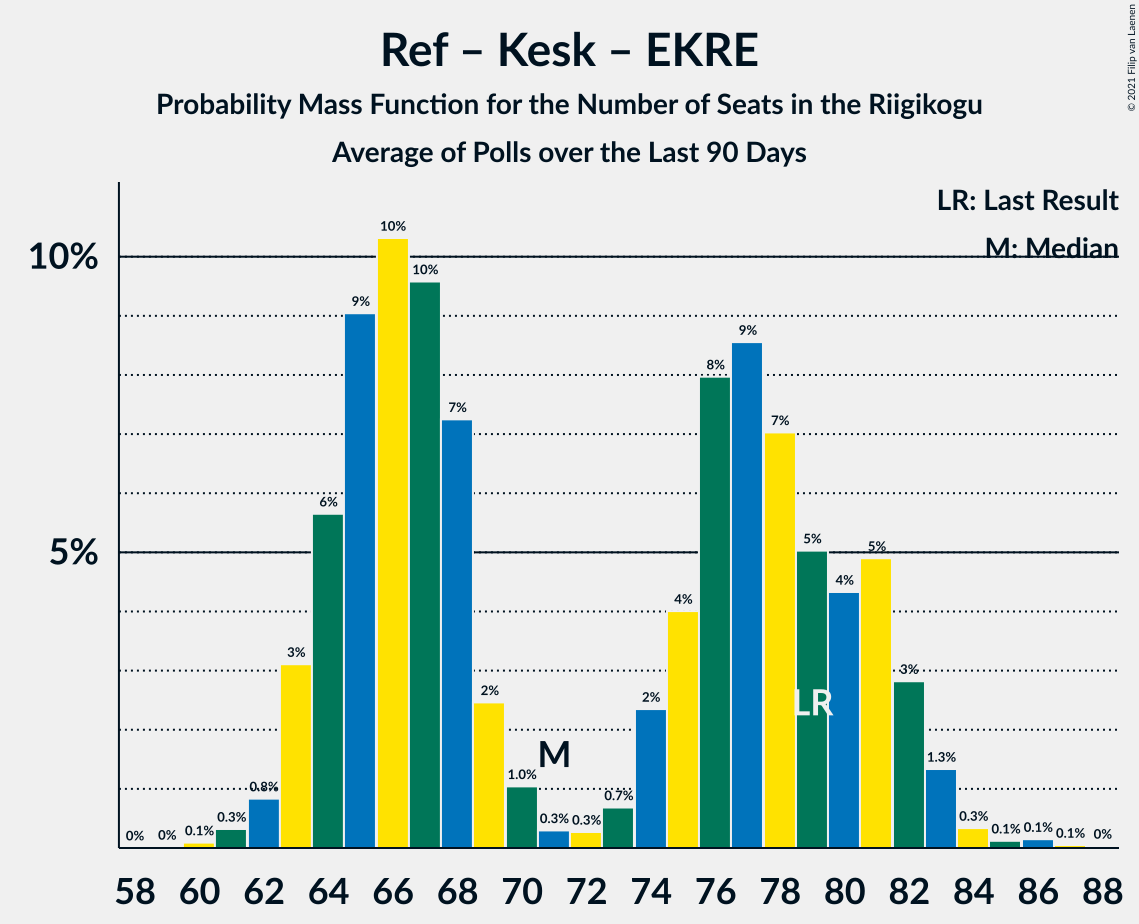 Ref – Kesk – EKRE
Probability Mass Function for the Number of Seats in the Riigikogu
Average of Polls over the Last 90 Days
© 2021 Filip van Laenen
LR: Last Result
M: Median
10%
5%
0% 0% 0.1% 0.3% 0.8% 3% 6% 9% 10% 10% 7% 2% 1.0% 0.3% 0.3% 0.7% 2% 4% 8% 9% 7% 5% 4% 5% 3% 1.3% 0.3% 0.1% 0.1% 0.1% 0%
M
LR
58 60 62 64 66 68 70 72 74 76 78 80 82 84 86 88